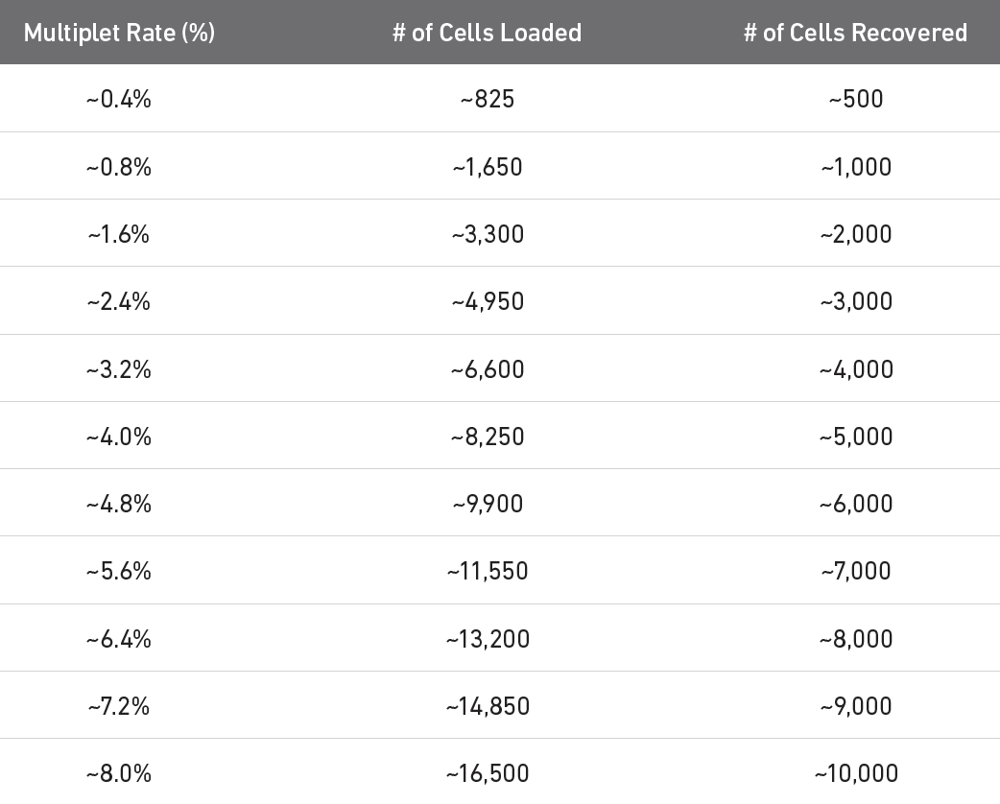 Multiplet Rate (%) # of Cells Loaded # of Cells Recovered
~0.4% ~825 ~500
~0.8% ~1,650 ~1,000
~1.6% ~3,300 ~2,000
~2.4% ~4,950 ~3,000
~3.2% ~6,600 ~4,000
~4.0% ~8,250 ~5,000
~4.8% ~9,900 ~6,000
~5.6% ~11,550 ~7,000
~6.4% ~13,200 ~8,000
~7.2% ~14,850 ~9,000
~8.0% ~16,500 ~10,000